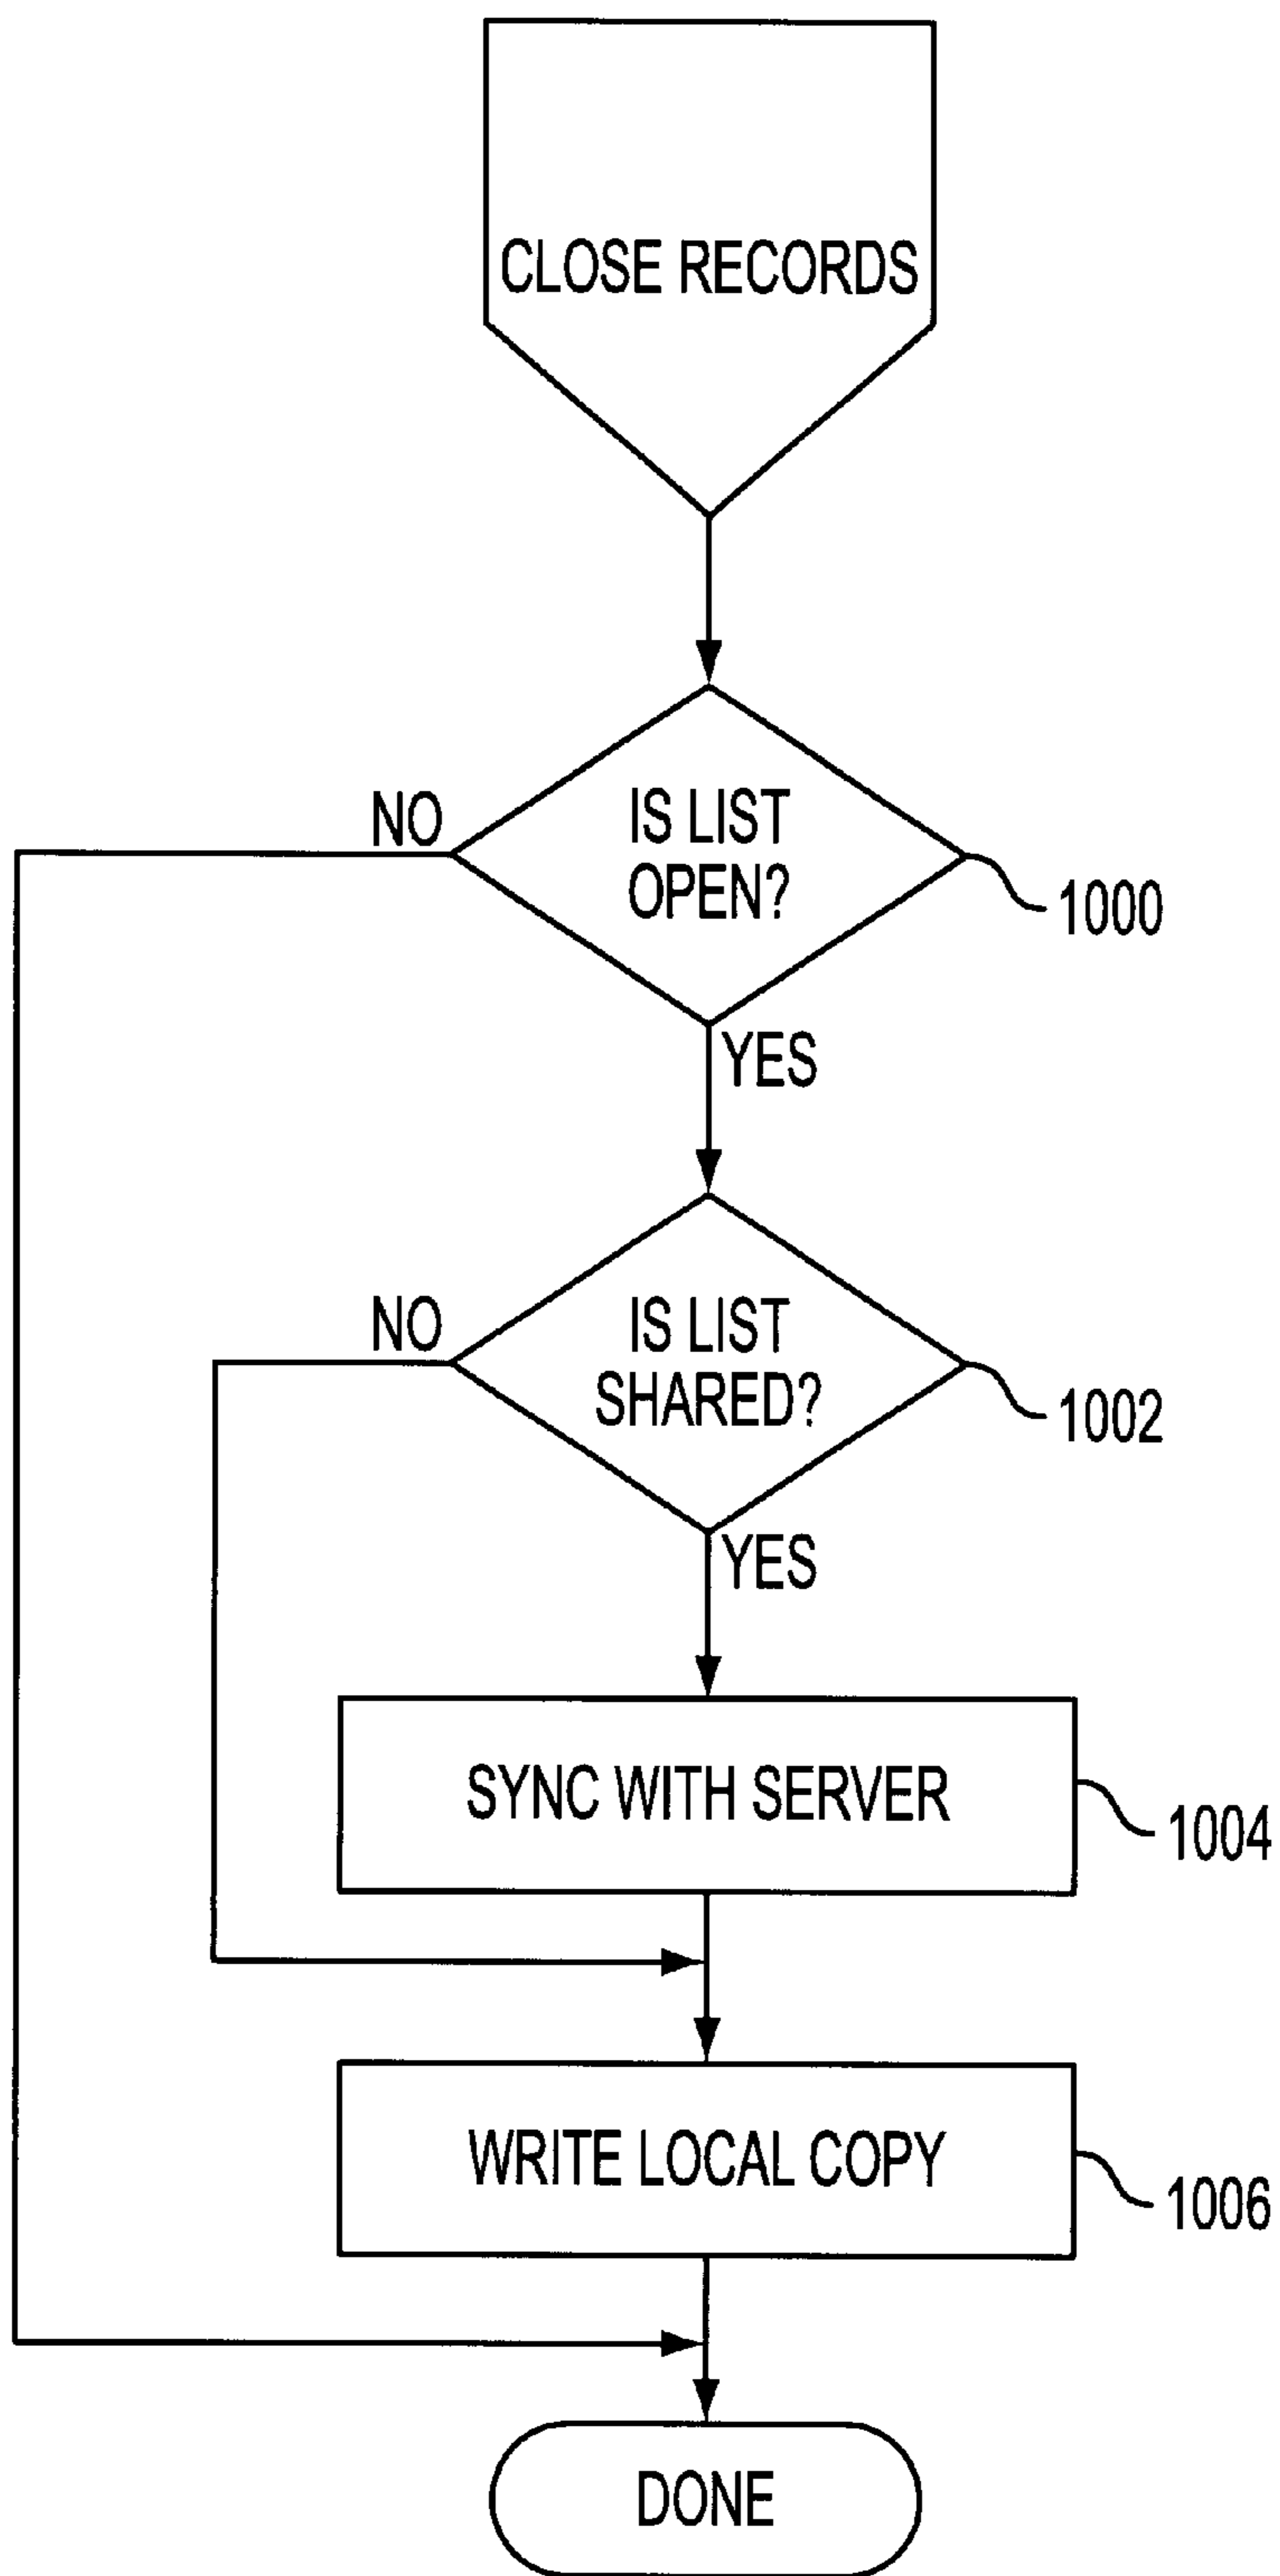 CLOSE RECORDS
NO
IS LIST
OPEN?
1000
YES
NO
IS LIST
SHARED?
1002
YES
SYNC WITH SERVER
1004
WRITE LOCAL COPY
1006
DONE